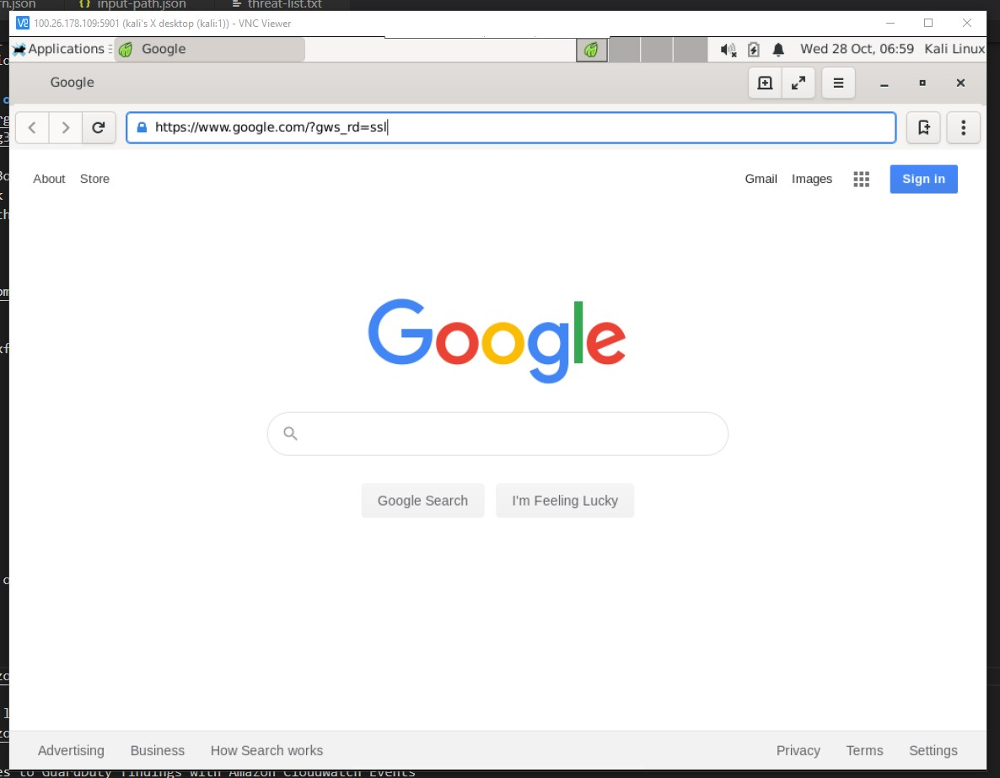 rn.json input-path.json threat-list.txt
100.26.178.109:5901 (kali's X desktop (kali:1)) - VNC Viewer
Applications Google Wed 28 Oct, 06:59 Kali Linux
Google
https://www.google.com/?gws_rd=ssl
About Store Gmail Images Sign in
Google
Google Search I'm Feeling Lucky
Advertising Business How Search works Privacy Terms Settings
es to GuardDuty findings with Amazon CloudWatch Events